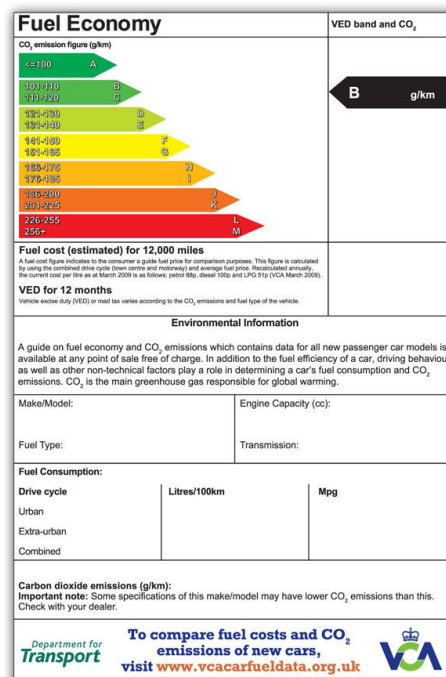 Fuel Economy
VED band and CO₂
CO₂ emission figure (g/km)
<=100 A
101-110 B
111-120 C
121-130 D
131-140 E
141-150 F
151-165 G
166-175 H
176-185 I
186-200 J
201-225 K
226-255 L
256+ M
B g/km
Fuel cost (estimated) for 12,000 miles
A fuel cost figure indicates to the consumer a guide fuel price for comparison purposes. This figure is calculated
by using the combined drive cycle (town centre and motorway) and average fuel price. Recalculated annually,
the current cost per litre as at March 2009 is as follows: petrol 88p, diesel 100p and LPG 51p (VCA March 2009).
VED for 12 months
Vehicle excise duty (VED) or road tax varies according to the CO₂ emissions and fuel type of the vehicle.
Environmental Information
A guide on fuel economy and CO₂ emissions which contains data for all new passenger car models is
available at any point of sale free of charge. In addition to the fuel efficiency of a car, driving behaviou
as well as other non-technical factors play a role in determining a car's fuel consumption and CO₂
emissions. CO₂ is the main greenhouse gas responsible for global warming.
Make/Model:
Engine Capacity (cc):
Fuel Type:
Transmission:
Fuel Consumption:
Drive cycle Litres/100km Mpg
Urban
Extra-urban
Combined
Carbon dioxide emissions (g/km):
Important note: Some specifications of this make/model may have lower CO₂ emissions than this.
Check with your dealer.
Department for
Transport
To compare fuel costs and CO₂
emissions of new cars,
visit www.vcacarfueldata.org.uk
VCA